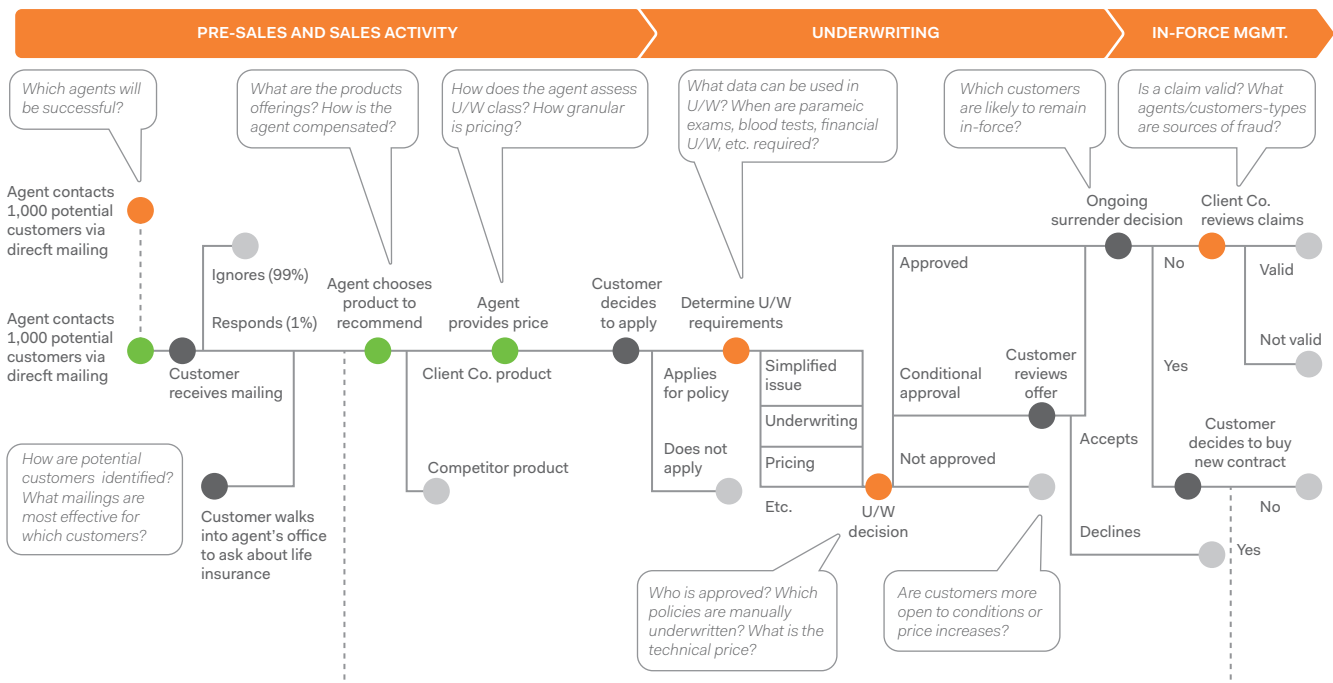 PRE-SALES AND SALES ACTIVITY
UNDERWRITING
IN-FORCE MGMT.
Which agents will
be successful?
What are the products
offerings? How is the
agent compensated?
How does the agent assess
U/W class? How granular
is pricing?
What data can be used in
U/W? When are parameic
exams, blood tests, financial
U/W, etc. required?
Which customers
are likely to remain
in-force?
Is a claim valid? What
agents/customers-types
are sources of fraud?
Agent contacts
1,000 potential
customers via
direcft mailing
Ignores (99%)
Responds (1%)
Agent contacts
1,000 potential
customers via
direcft mailing
Customer
receives mailing
How are potential
customers identified?
What mailings are
most effective for
which customers?
Customer walks
into agent's office
to ask about life
insurance
Agent chooses
product to
recommend
Agent
provides price
Client Co. product
Competitor product
Customer
decides
to apply
Applies
for policy
Does not
apply
Determine U/W
requirements
Simplified
issue
Underwriting
Pricing
Etc.
U/W
decision
Approved
Conditional
approval
Not approved
Customer
reviews
offer
Accepts
Declines
Ongoing
surrender decision
No
Yes
Client Co.
reviews claims
Valid
Not valid
Customer
decides to buy
new contract
No
Yes
Who is approved? Which
policies are manually
underwritten? What is the
technical price?
Are customers more
open to conditions or
price increases?